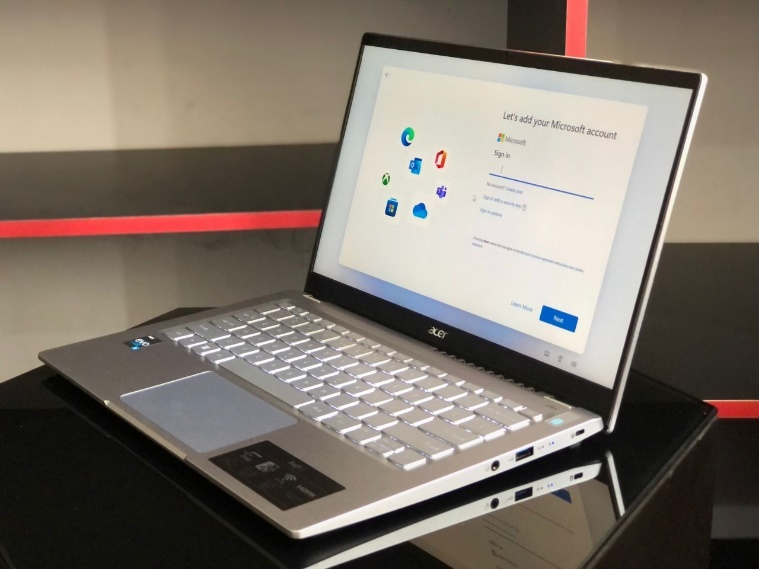 Let's add your Microsoft account
Microsoft
Sign in
No account? Create one!
Sign in with a security key
Sign-in options
Learn More
Next
acer
evo